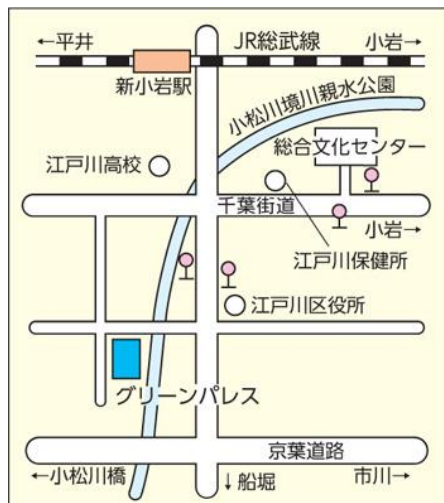 ←平井
JR総武線
小岩→
新小岩駅
小松川境川親水公園
総合文化センター
江戸川高校
千葉街道
小岩→
江戸川保健所
江戸川区役所
グリーンパレス
京葉道路
←小松川橋
↓船堀
市川→